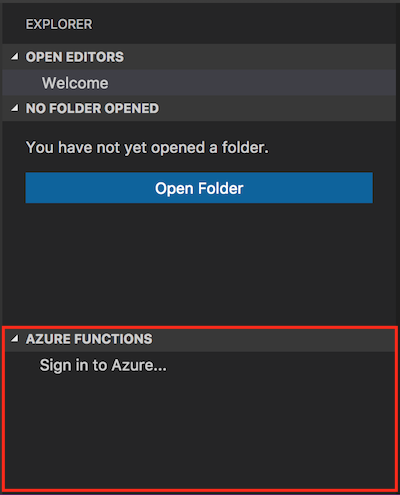 EXPLORER
OPEN EDITORS
Welcome
NO FOLDER OPENED
You have not yet opened a folder.
Open Folder
AZURE FUNCTIONS
Sign in to Azure...